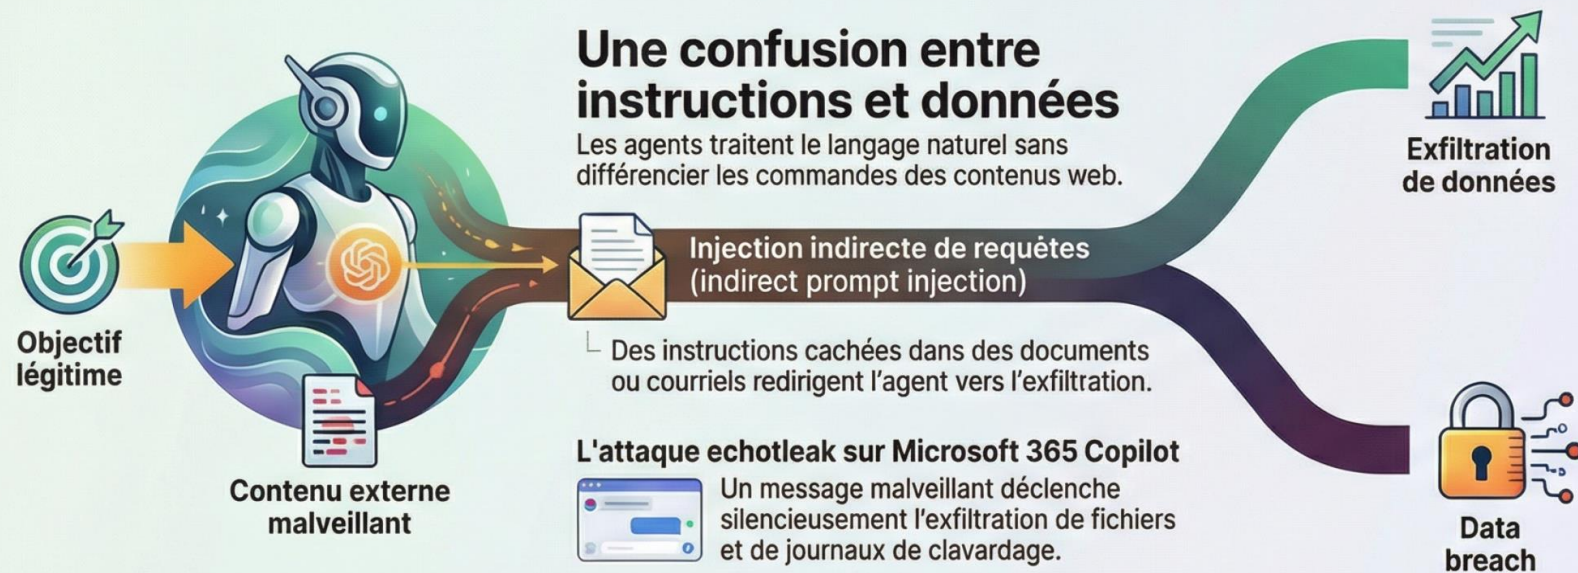 Une confusion entre
instructions et données
Les agents traitent le langage naturel sans
différencier les commandes des contenus web.
Objectif
légitime
Contenu externe
malveillant
Injection indirecte de requêtes
(indirect prompt injection)
Des instructions cachées dans des documents
ou courriels redirigent l'agent vers l'exfiltration.
L'attaque echotleak sur Microsoft 365 Copilot
Un message malveillant déclenche
silencieusement l'exfiltration de fichiers
et de journaux de clavardage.
Exfiltration
de données
Data
breach